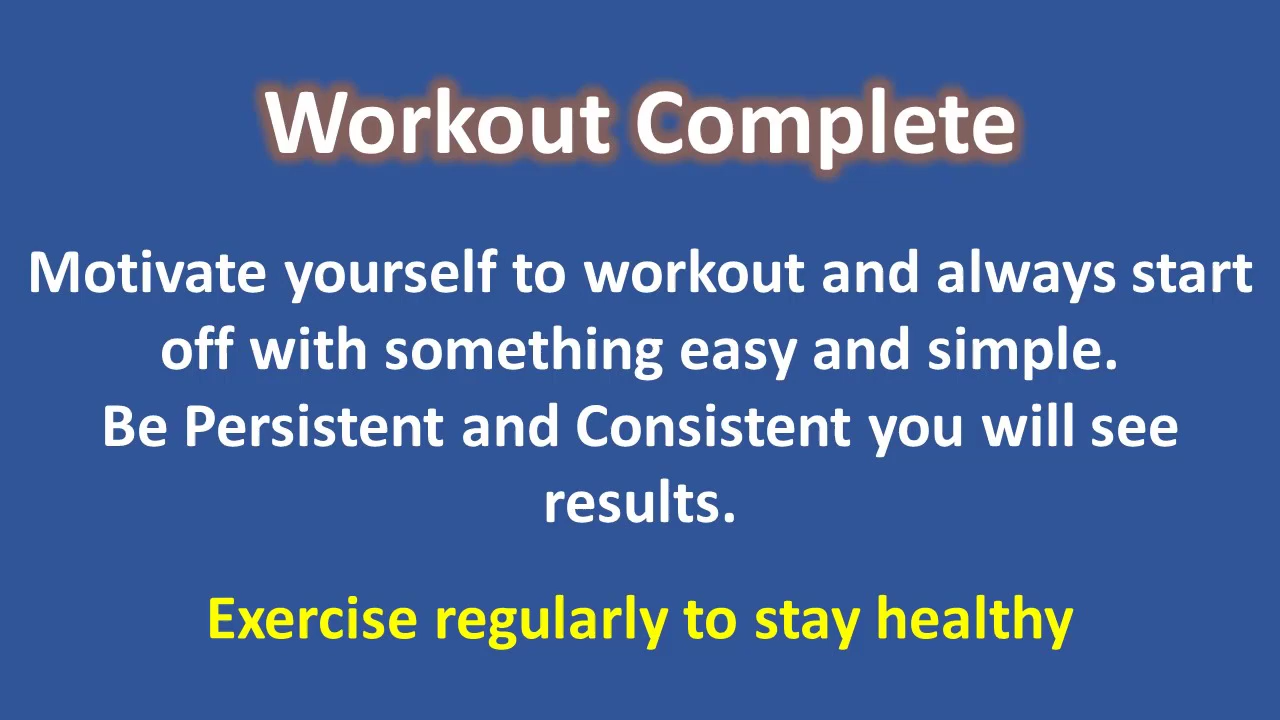 Workout Complete
Motivate yourself to workout and always start
off with something easy and simple.
Be Persistent and Consistent you will see
results.
Exercise regularly to stay healthy